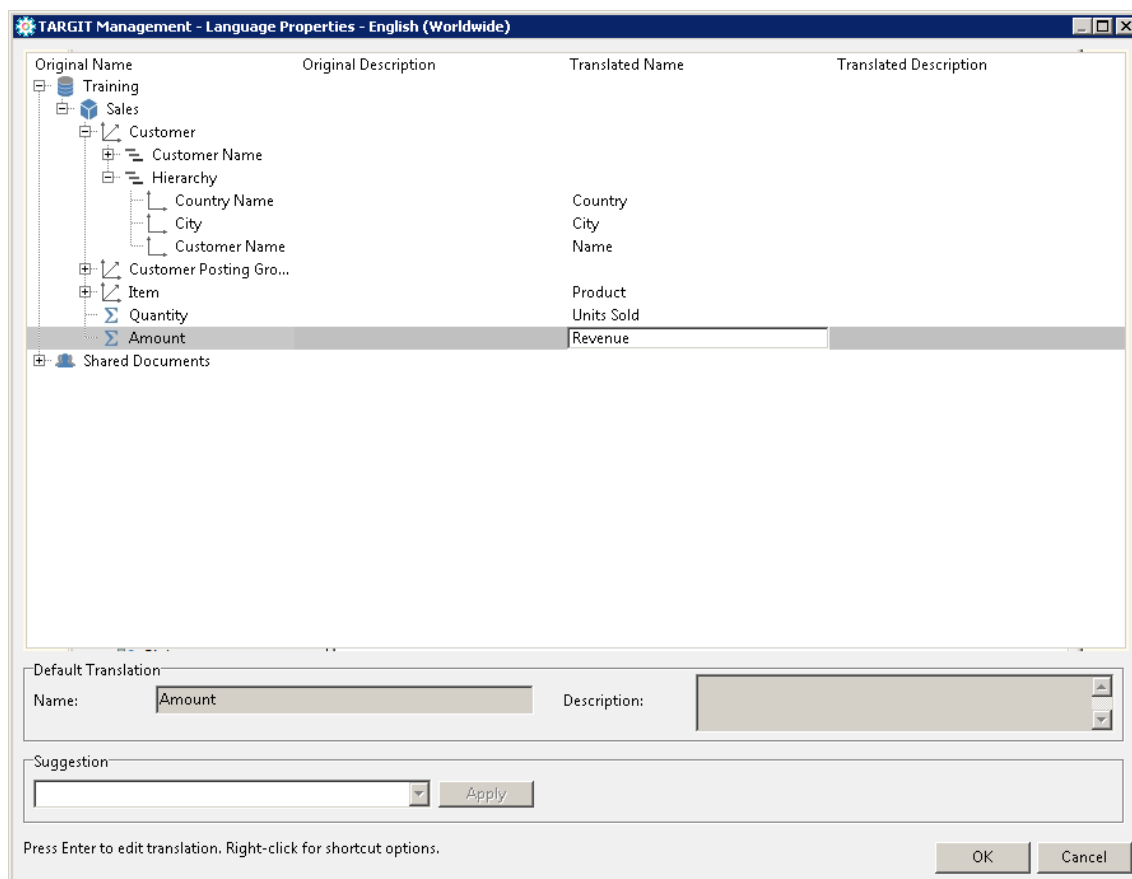 TARGIT Management - Language Properties - English (Worldwide)
Original Name Original Description Translated Name Translated Description
Training
Sales
Customer
Customer Name
Hierarchy
Country Name Country
City City
Customer Name Name
Customer Posting Gro...
Item Product
Quantity Units Sold
Amount Revenue
Shared Documents
Default Translation
Name: Amount Description:
Suggestion
Apply
Press Enter to edit translation. Right-click for shortcut options.
OK Cancel